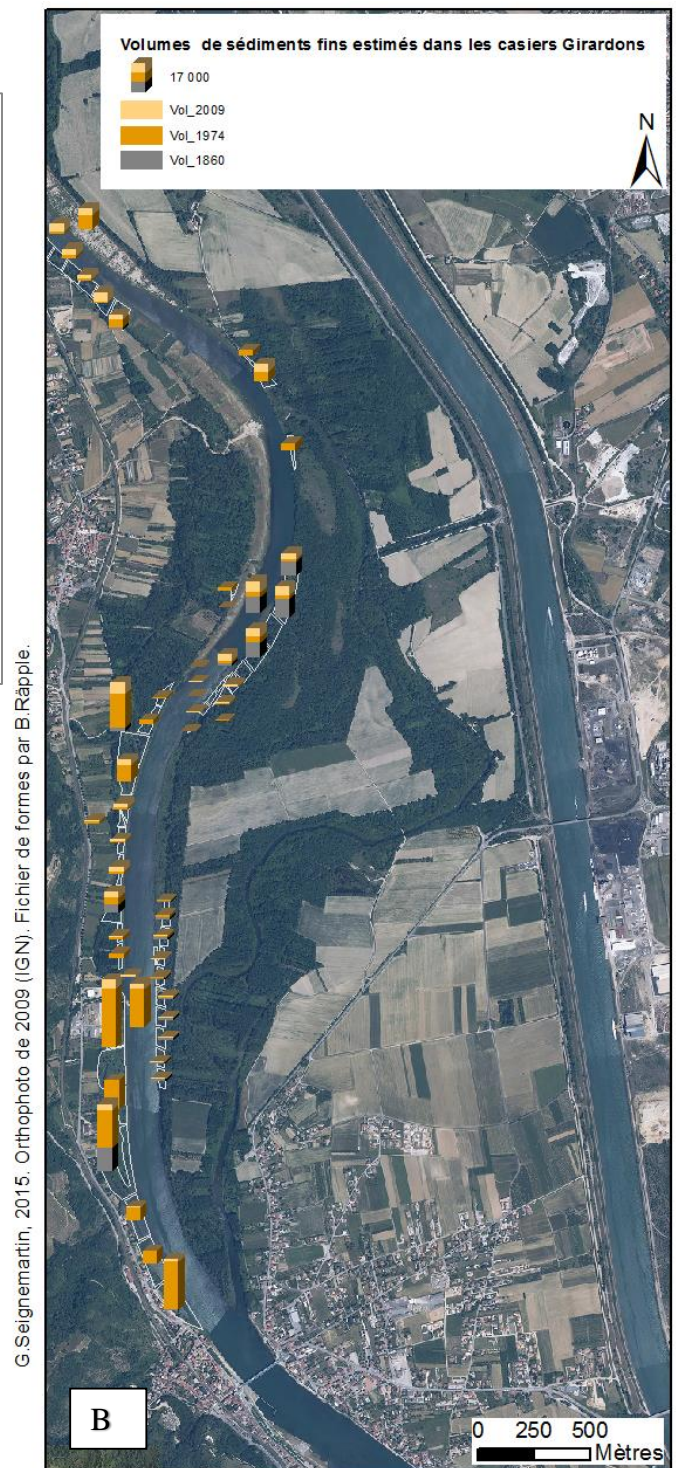 Volumes de sédiments fins estimés dans les casiers Girardons
17 000
Vol_2009
Vol_1974
Vol_1860
N
G.Seignemartin, 2015. Orthophoto de 2009 (IGN). Fichier de formes par B.Räpple.
B
0 250 500
Mètres